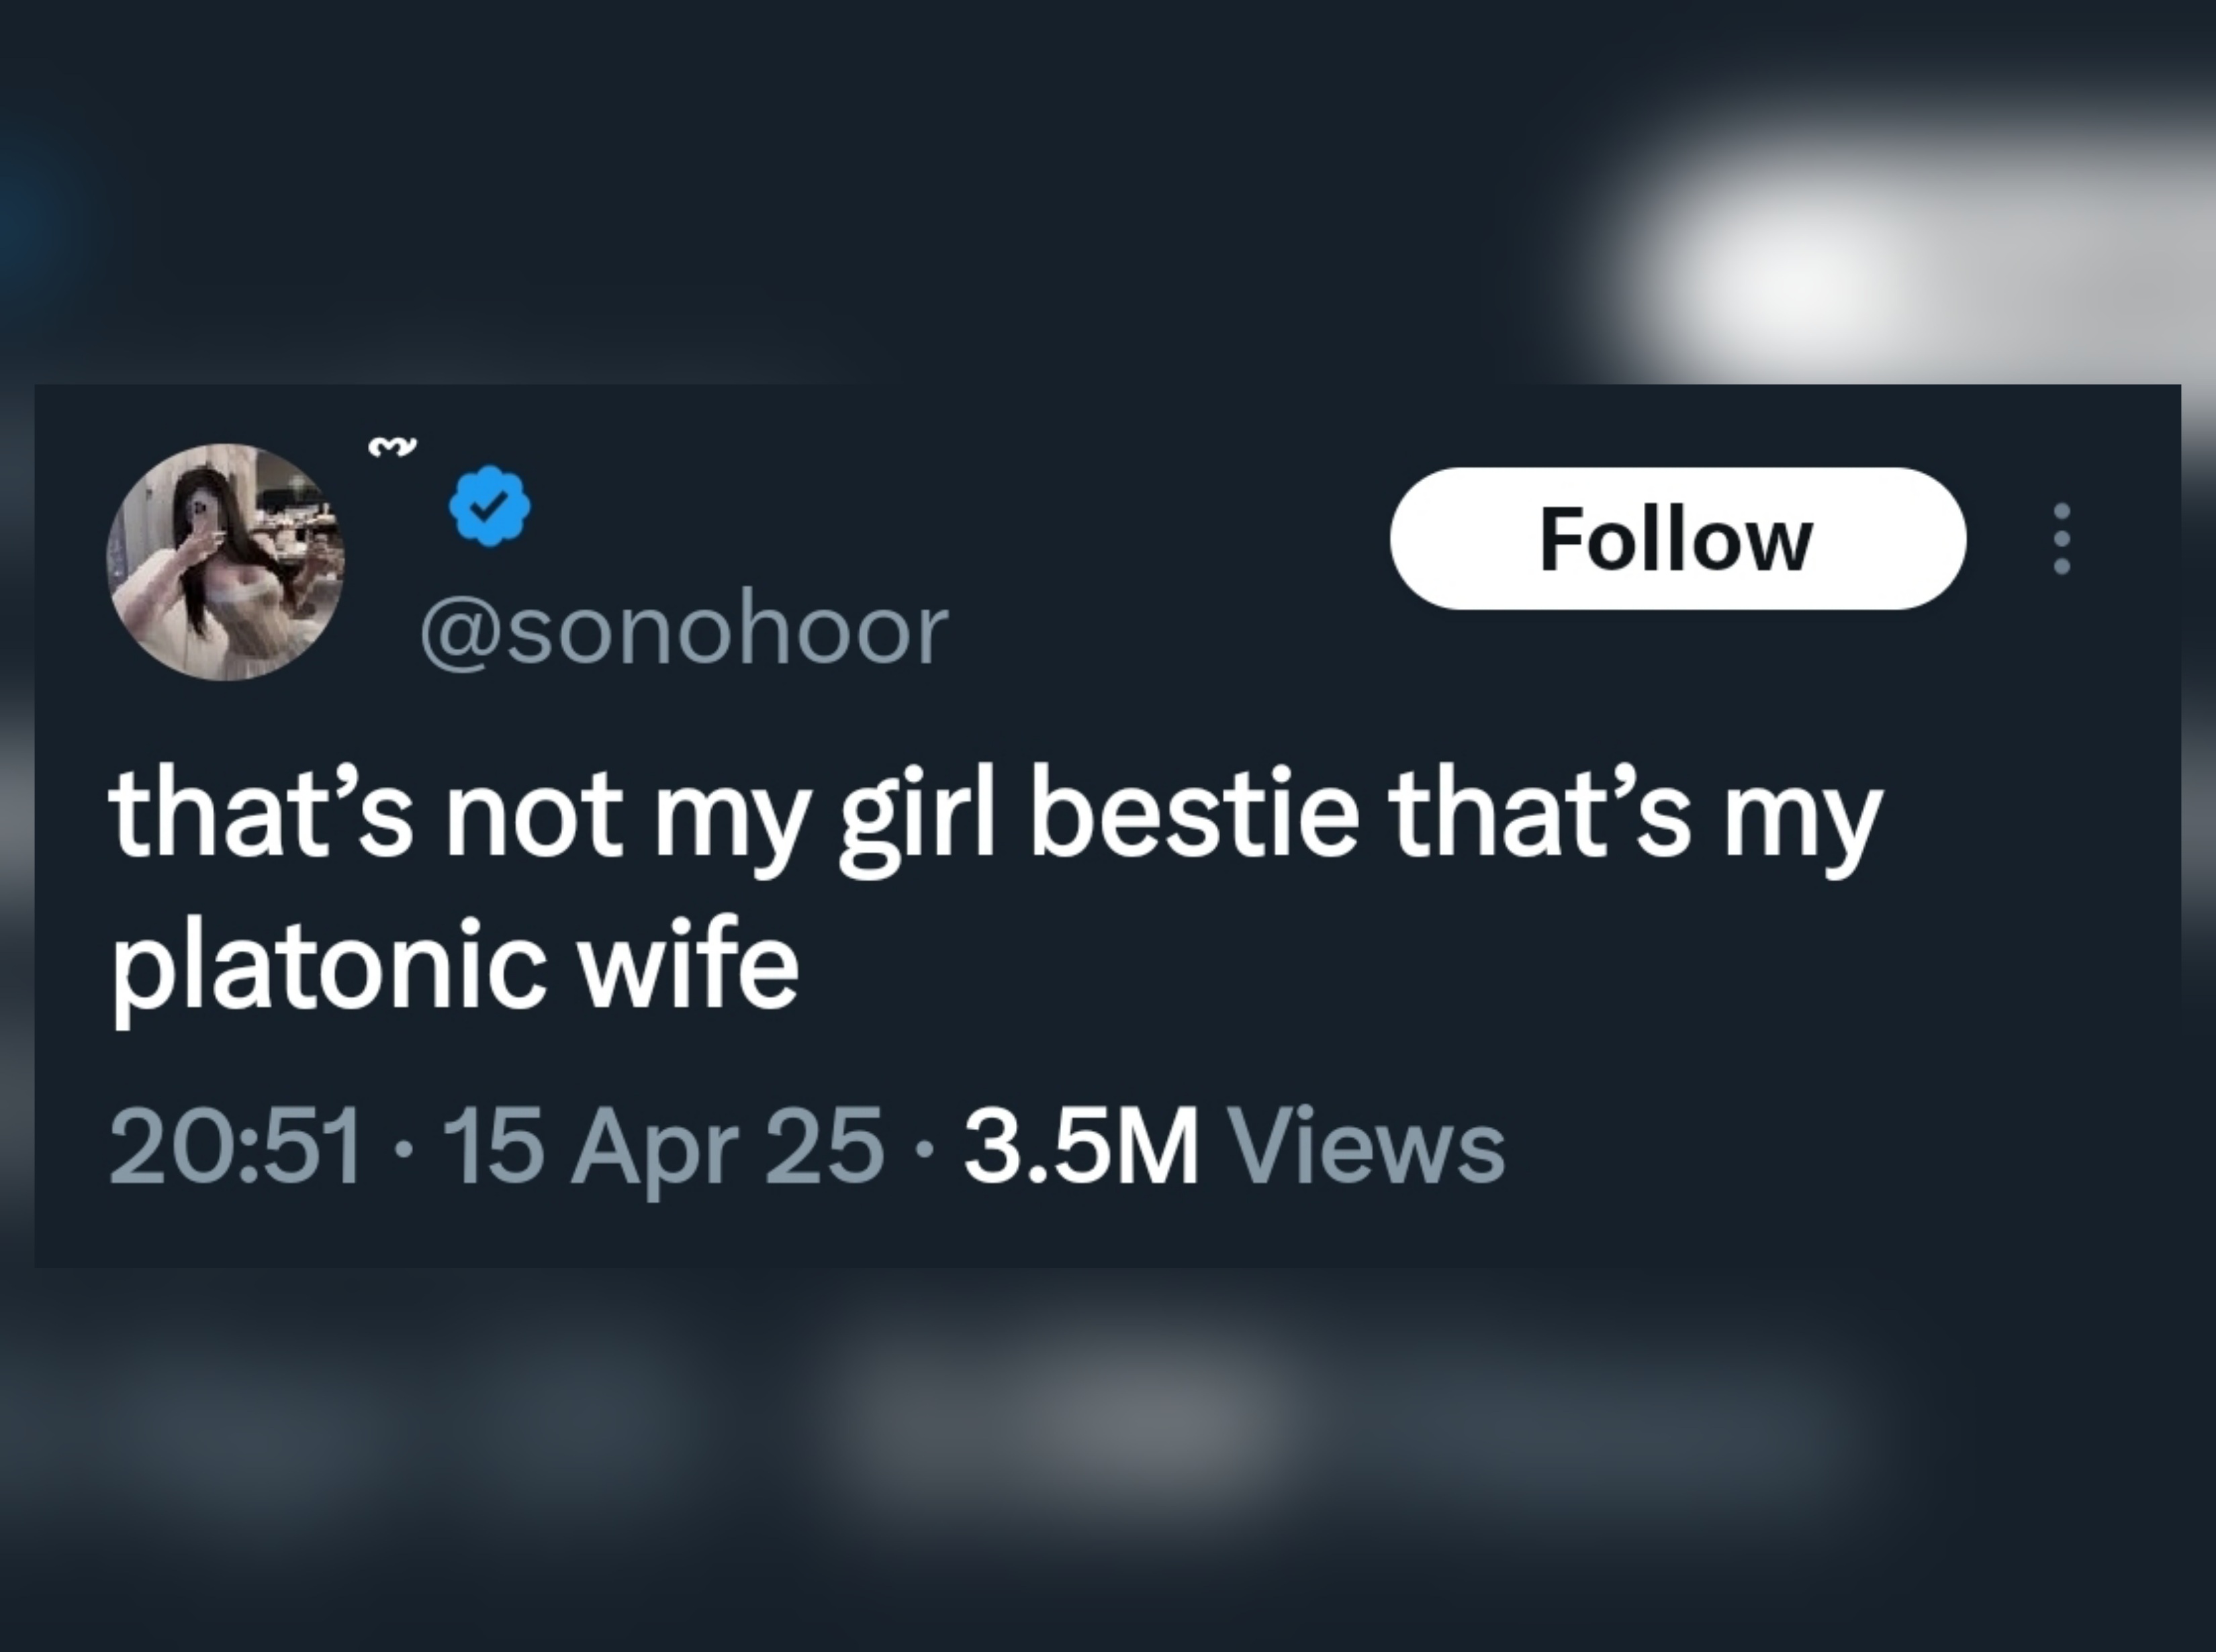 Follow
@sonohoor
that’s not my girl bestie that’s my
platonic wife
20:51 · 15 Apr 25 · 3.5M Views